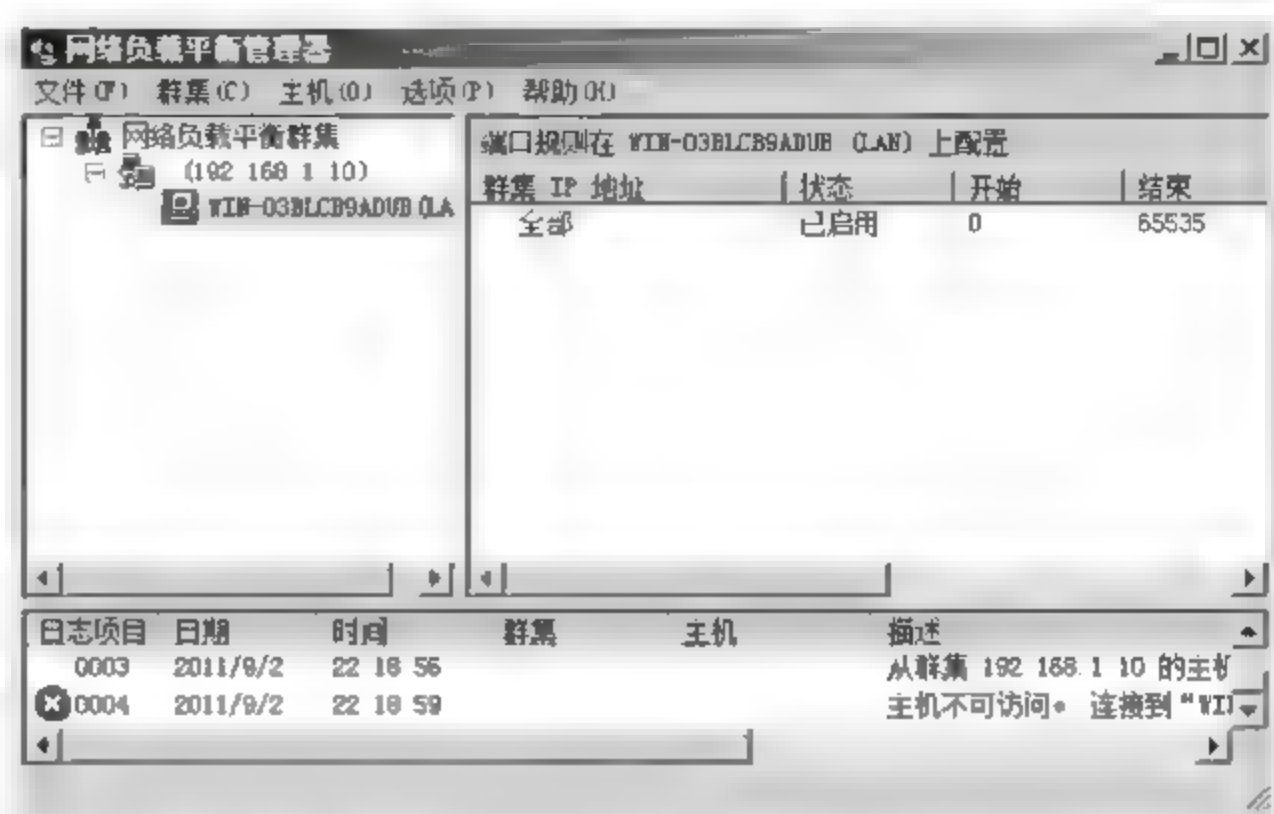 网络负载平衡管理器
文件(F) 群集(C) 主机(O) 选项(P) 帮助(H)
网络负载平衡群集
(192 168 1 10)
WIN-03BLCB9ADVB (LA
端口规则在 WIN-03BLCB9ADVB (LAN) 上配置
群集 IP 地址 状态 开始 结束
全部 已启用 0 65535
日志项目 日期 时间 群集 主机 描述
0003 2011/9/2 22 18 56 从群集 192 168.1 10 的主机
0004 2011/9/2 22 18 59 主机不可访问。 连接到“WI